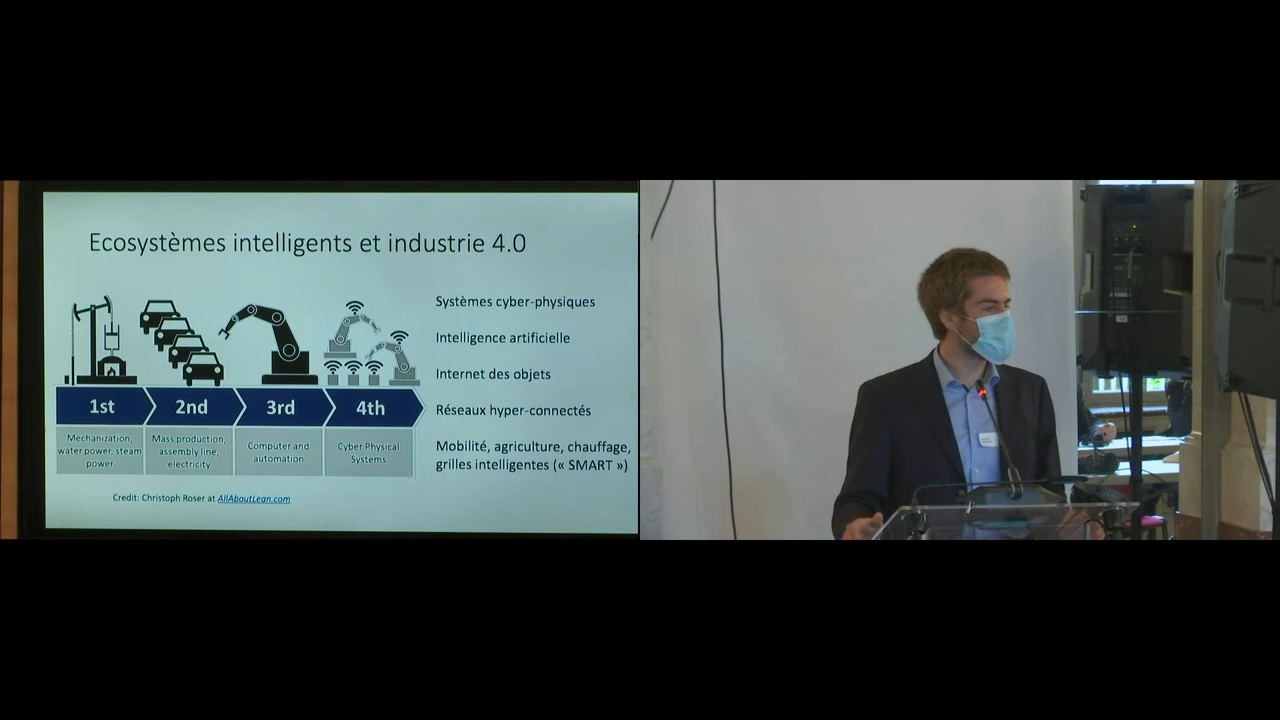 Ecosystèmes intelligents et industrie 4.0
1st
2nd
3rd
4th
Mechanization,
water power, steam
power
Mass production,
assembly line,
electricity
Computer and
automation
Cyber Physical
Systems
Credit: Christoph Roser at AllAboutLean.com
Systèmes cyber-physiques
Intelligence artificielle
Internet des objets
Réseaux hyper-connectés
Mobilité, agriculture, chauffage,
grilles intelligentes (« SMART »)